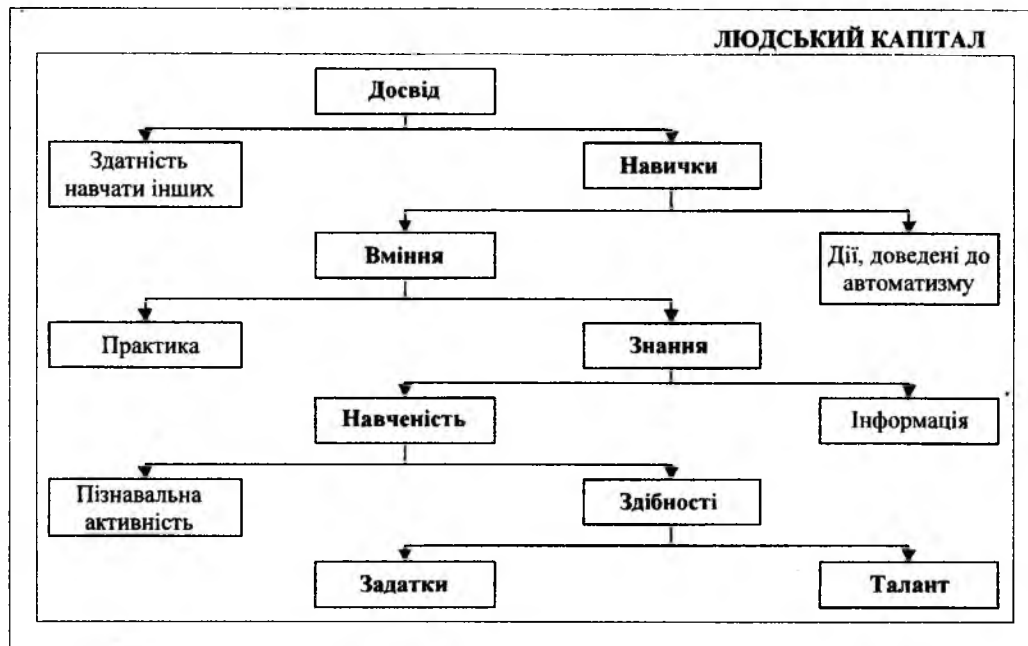 ЛЮДСЬКИЙ КАПІТАЛ
Досвід
Здатність
навчати інших
Навички
Вміння
Дії, доведені до
автоматизму
Практика
Знання
Навченість
Інформація
Пізнавальна
активність
Здібності
Задатки
Талант